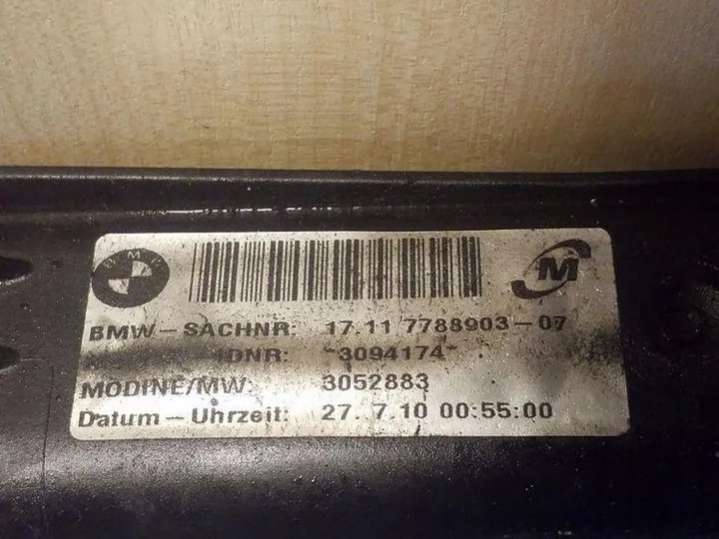 BMW
M
BMW-SACHNR: 17.11 7788903-07
IDNR: 3094174
MODINE/MW: 3052883
Datum-Uhrzeit: 27. 7.10 00:55:00